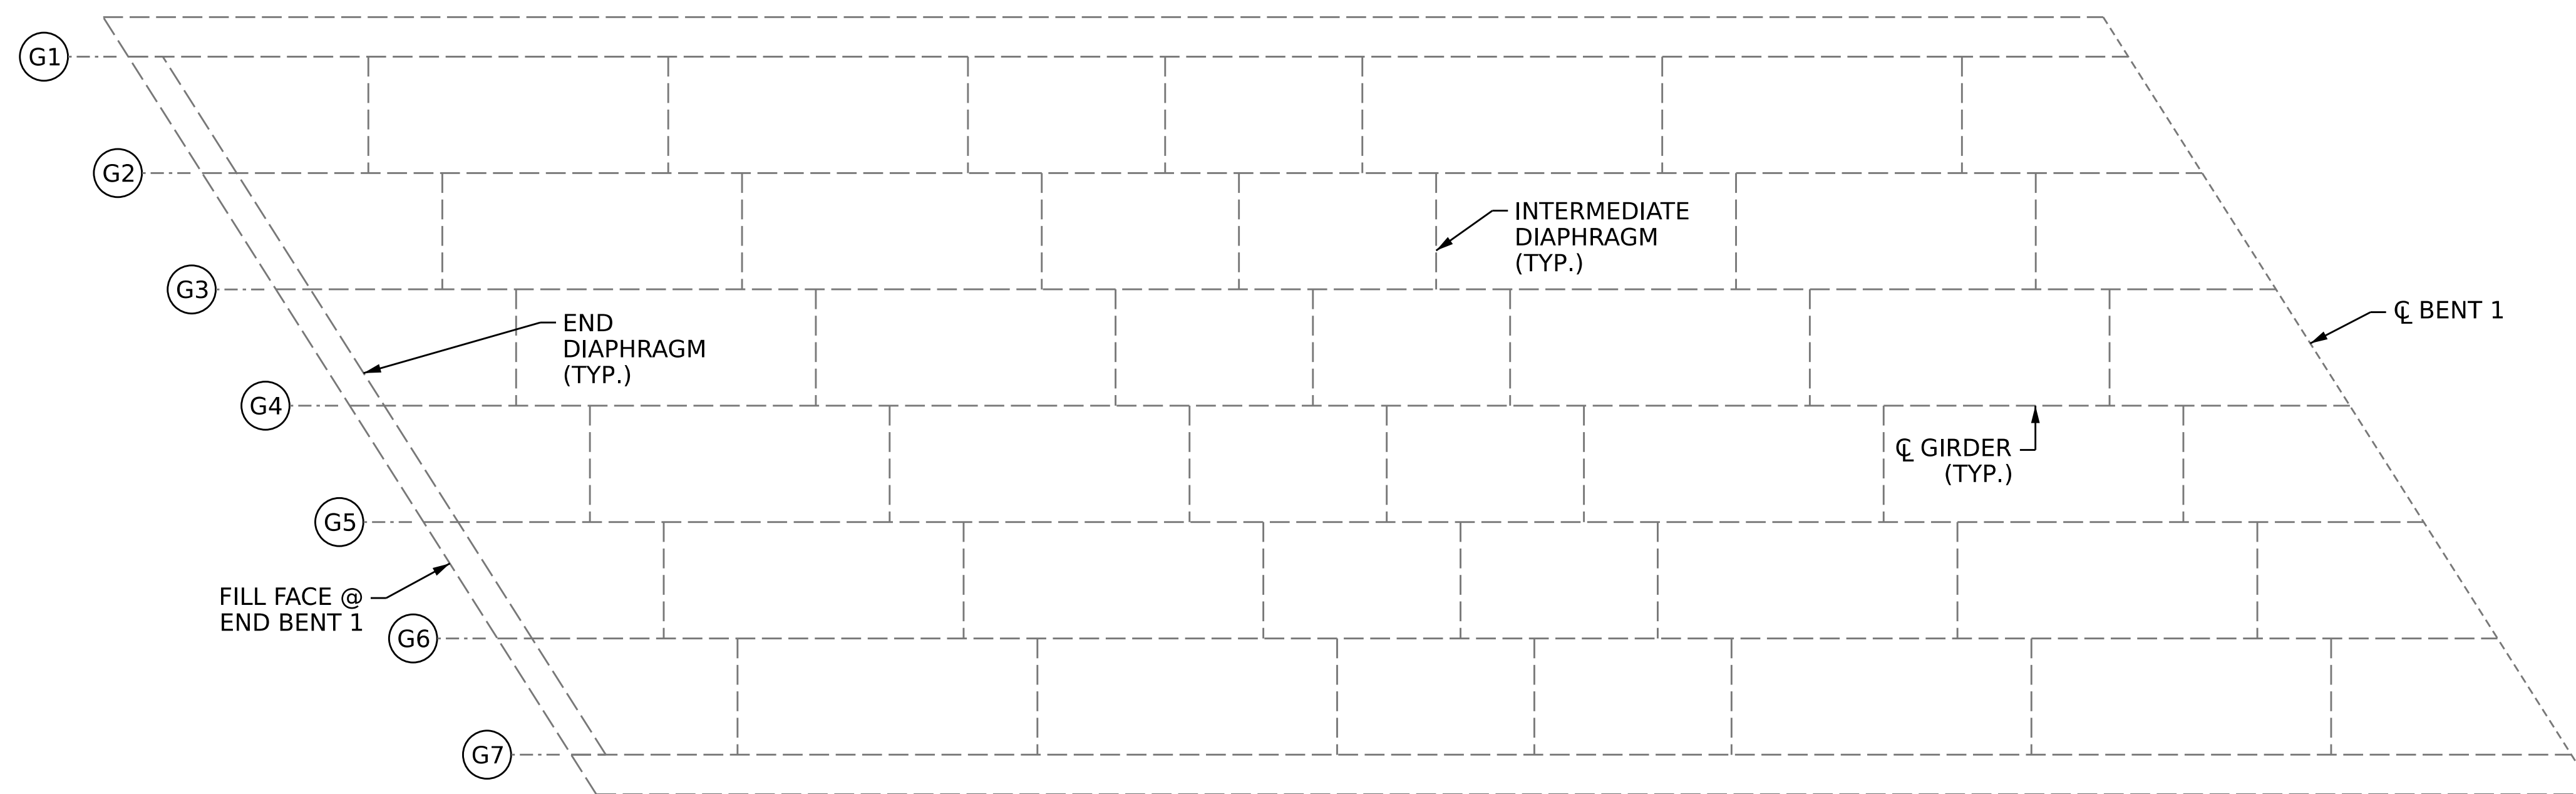 G1
G2
INTERMEDIATE
DIAPHRAGM
(TYP.)
G3
END
DIAPHRAGM
(TYP.)
℄ BENT 1
G4
℄ GIRDER
(TYP.)
G5
FILL FACE @
END BENT 1
G6
G7